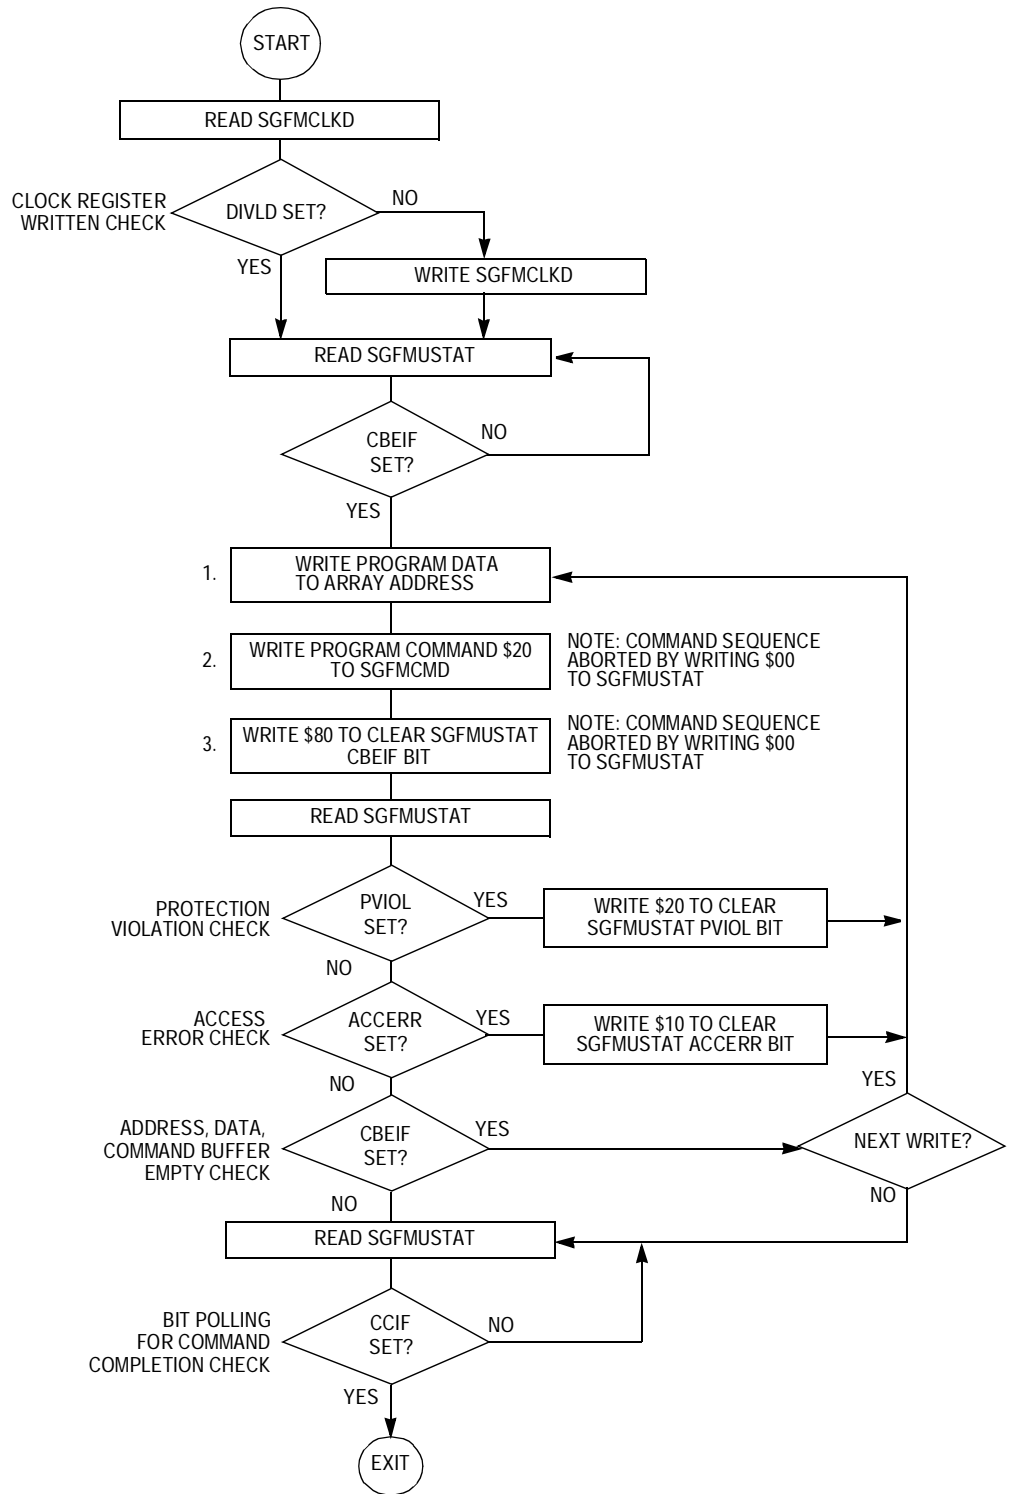 START
READ SGFMCLKD
CLOCK REGISTER
WRITTEN CHECK
DIVLD SET?
NO
YES
WRITE SGFMCLKD
READ SGFMUSTAT
CBEIF
SET?
NO
YES
1.
WRITE PROGRAM DATA
TO ARRAY ADDRESS
2.
WRITE PROGRAM COMMAND $20
TO SGFMCMD
NOTE: COMMAND SEQUENCE
ABORTED BY WRITING $00
TO SGFMUSTAT
3.
WRITE $80 TO CLEAR SGFMUSTAT
CBEIF BIT
NOTE: COMMAND SEQUENCE
ABORTED BY WRITING $00
TO SGFMUSTAT
READ SGFMUSTAT
PROTECTION
VIOLATION CHECK
PVIOL
SET?
YES
WRITE $20 TO CLEAR
SGFMUSTAT PVIOL BIT
NO
ACCESS
ERROR CHECK
ACCERR
SET?
YES
WRITE $10 TO CLEAR
SGFMUSTAT ACCERR BIT
NO
YES
ADDRESS, DATA,
COMMAND BUFFER
EMPTY CHECK
CBEIF
SET?
YES
NEXT WRITE?
NO
NO
READ SGFMUSTAT
BIT POLLING
FOR COMMAND
COMPLETION CHECK
CCIF
SET?
NO
YES
EXIT